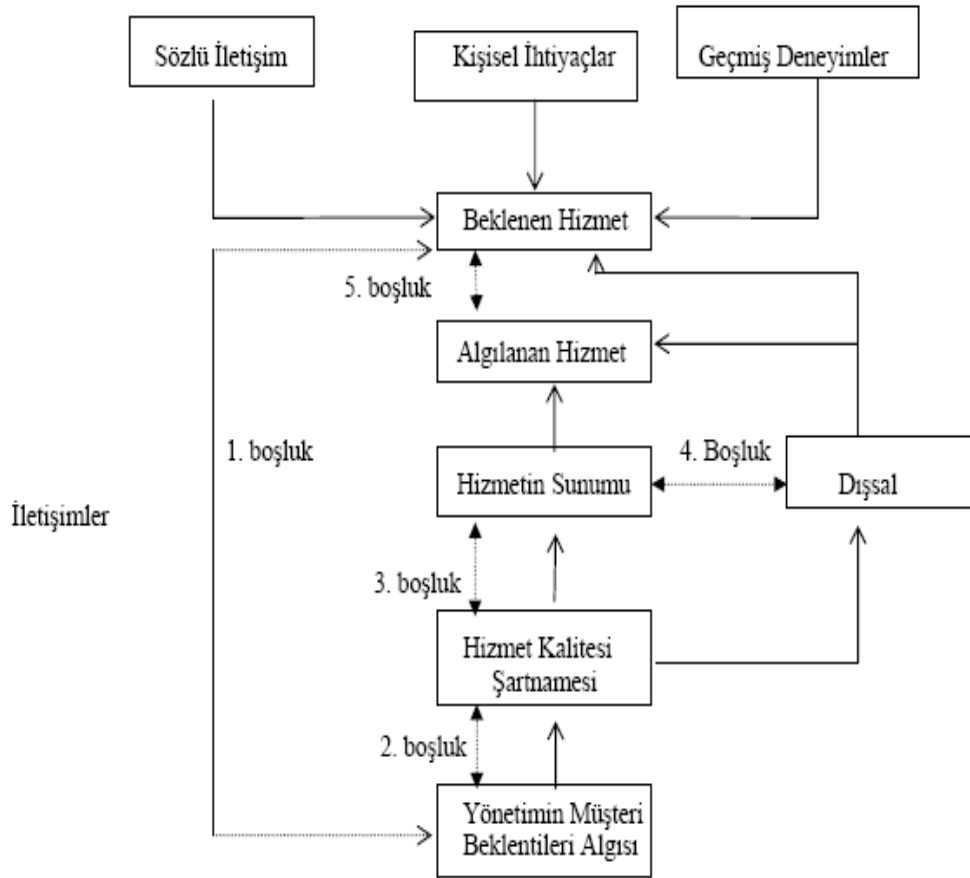 Sözlü İletişim
Kişisel İhtiyaçlar
Geçmiş Deneyimler
Beklenen Hizmet
5. boşluk
Algılanan Hizmet
1. boşluk
4. Boşluk
Hizmetin Sunumu
Dışsal
İletişimler
3. boşluk
Hizmet Kalitesi
Şartnamesi
2. boşluk
Yönetimin Müşteri
Beklentileri Algısı